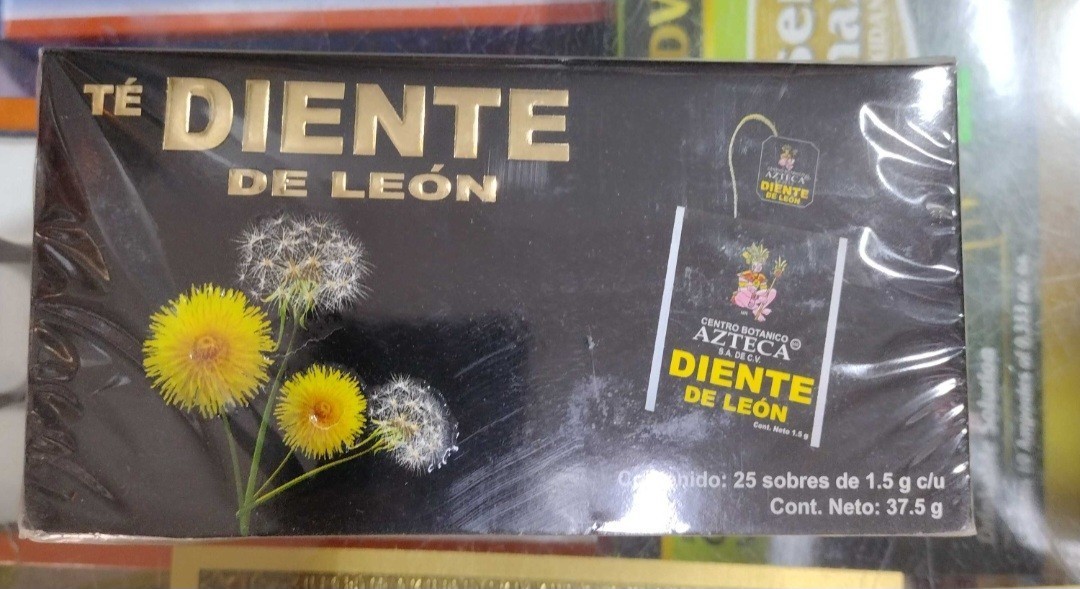 TÉ DIENTE
DE LEÓN
AZTECA
DIENTE
DE LEÓN
CENTRO BOTANICO
AZTECA
S.A. DE C.V.
DIENTE
DE LEÓN
Cont. Neto 1.5 g
Contenido: 25 sobres de 1.5 g c/u
Cont. Neto: 37.5 g